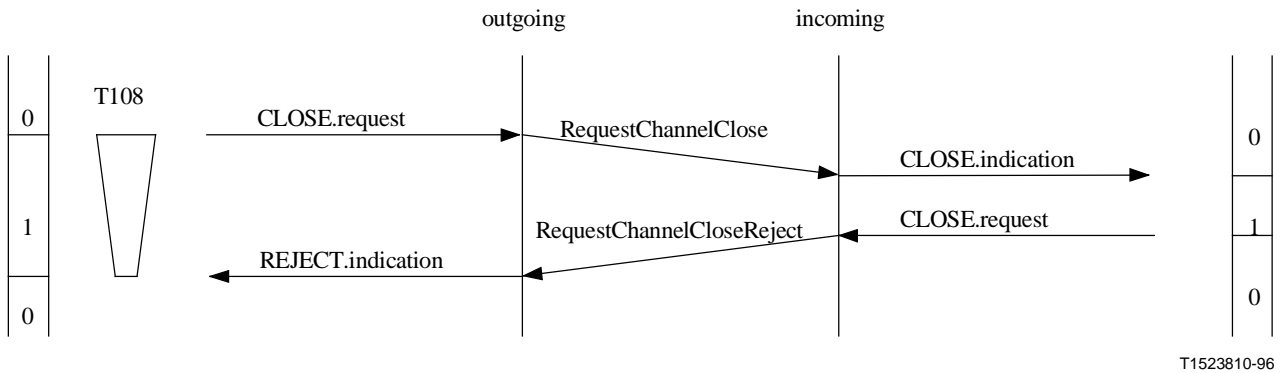 outgoing
incoming
T108
0
CLOSE.request
RequestChannelClose
0
CLOSE.indication
1
RequestChannelCloseReject
CLOSE.request
1
REJECT.indication
0
0
T1523810-96